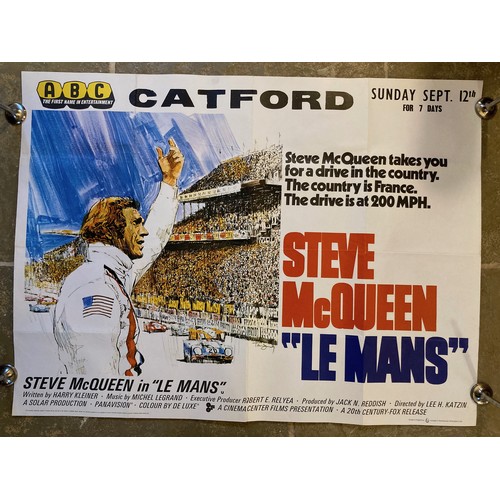 ABC
THE FIRST NAME IN ENTERTAINMENT
CATFORD
SUNDAY SEPT. 12th
FOR 7 DAYS
Steve McQueen takes you
for a drive in the country.
The country is France.
The drive is at 200 MPH.
STEVE
McQUEEN
"LE MANS"
STEVE McQUEEN in "LE MANS"
Written by HARRY KLEINER · Music by MICHEL LEGRAND · Executive Producer ROBERT E. RELYEA · Produced by JACK N. REDDISH · Directed by LEE H. KATZIN
A SOLAR PRODUCTION · PANAVISION® COLOUR BY DE LUXE® A CINEMA CENTER FILMS PRESENTATION · A 20th CENTURY-FOX RELEASE